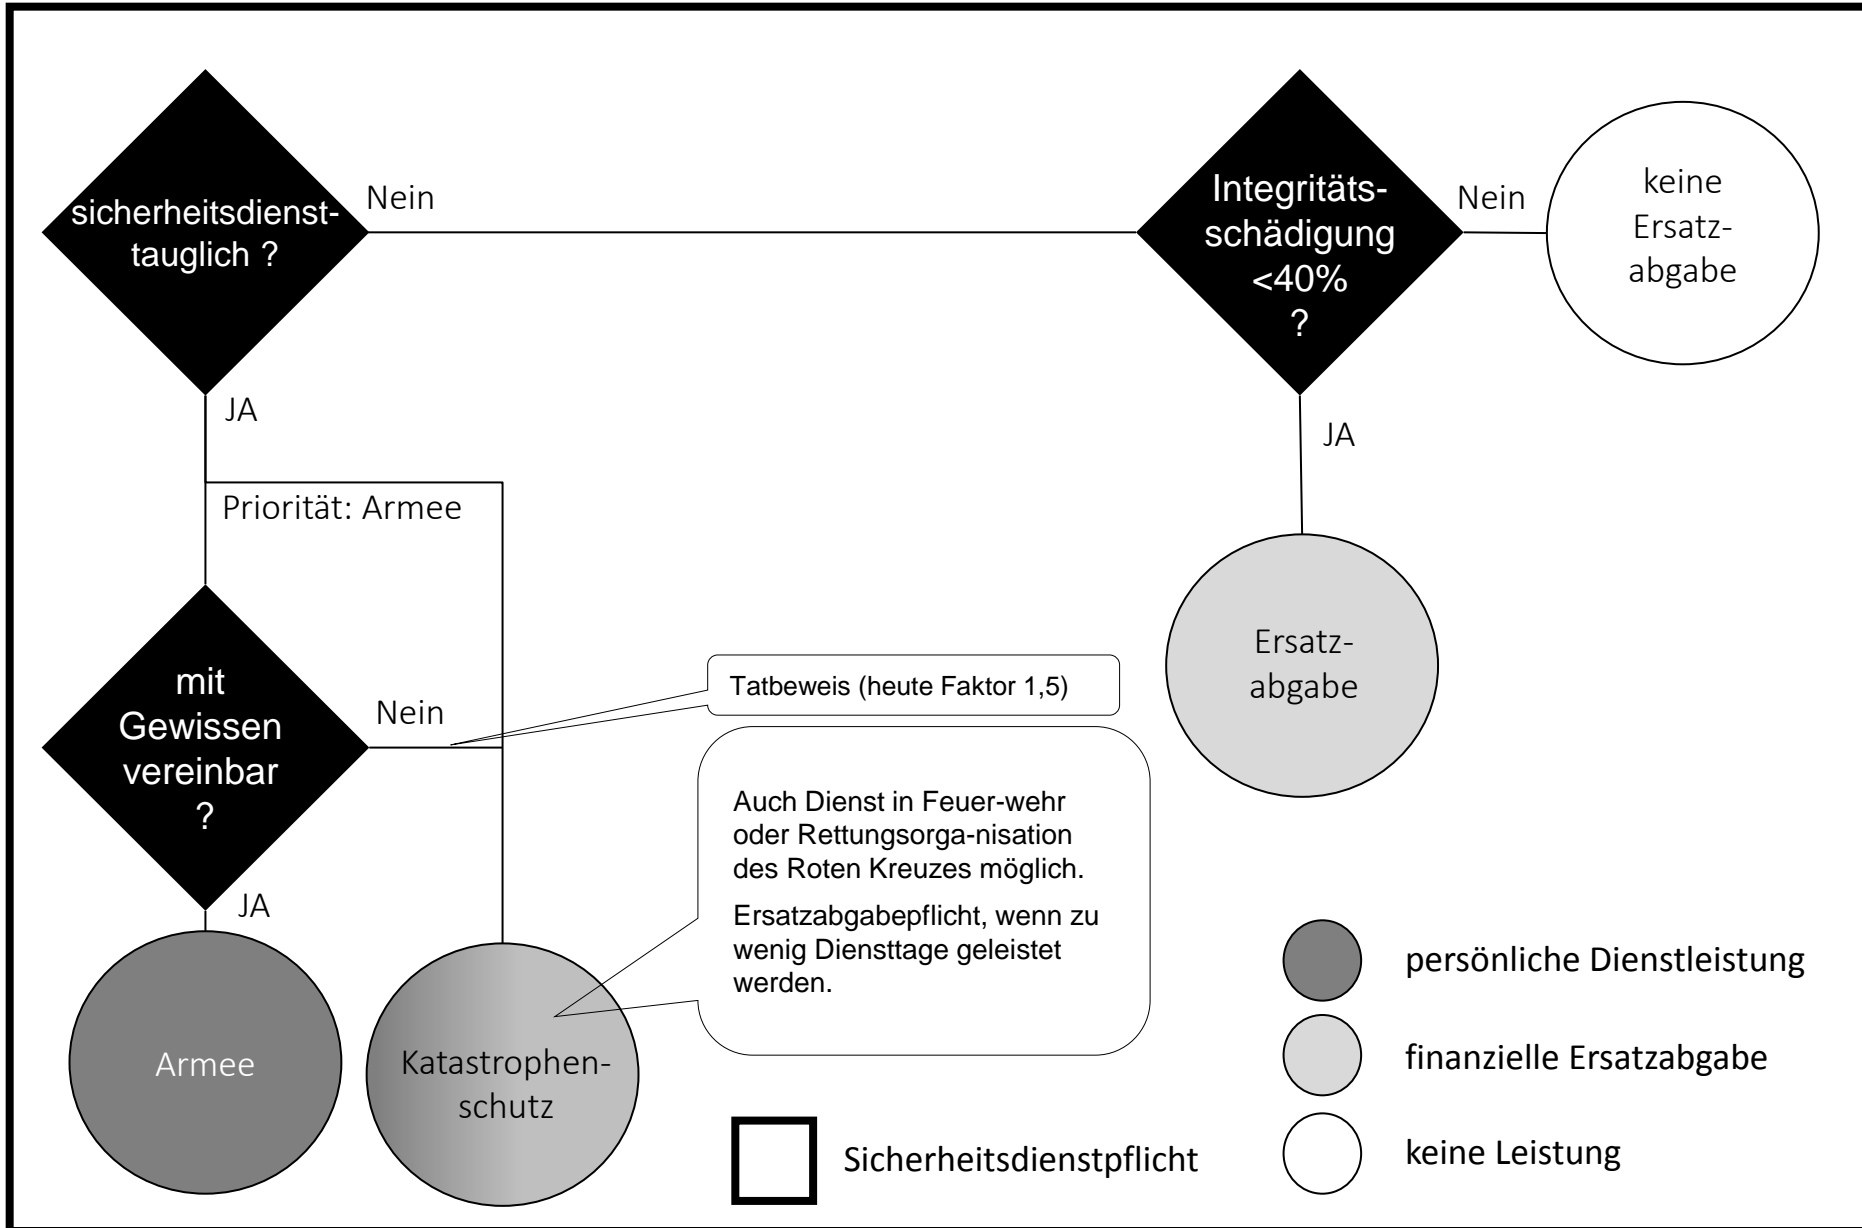 sicherheitsdienst-
tauglich ?
Nein
Integritäts-
schädigung
<40%
?
Nein
keine
Ersatz-
abgabe
JA
JA
Priorität: Armee
mit
Gewissen
vereinbar
?
Nein
Tatbeweis (heute Faktor 1,5)
Ersatz-
abgabe
Auch Dienst in Feuer-wehr
oder Rettungsorga-nisation
des Roten Kreuzes möglich.
Ersatzabgabepflicht, wenn zu
wenig Diensttage geleistet
werden.
JA
Armee
Katastrophen-
schutz
Sicherheitsdienstpflicht
persönliche Dienstleistung
finanzielle Ersatzabgabe
keine Leistung